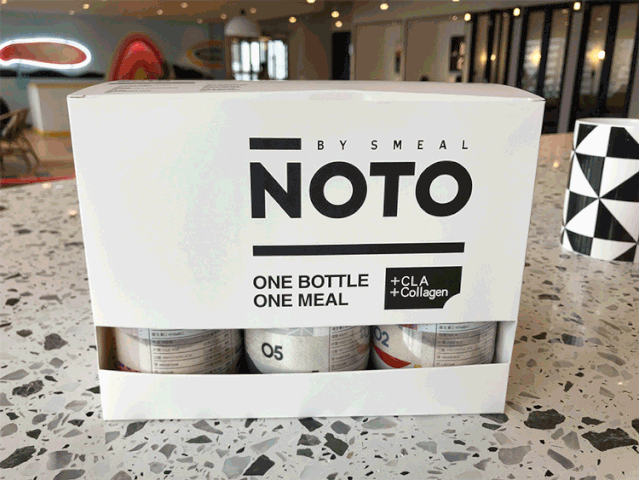 BY SMEAL
NOTO
ONE BOTTLE
ONE MEAL
+CLA
+Collagen
05
02